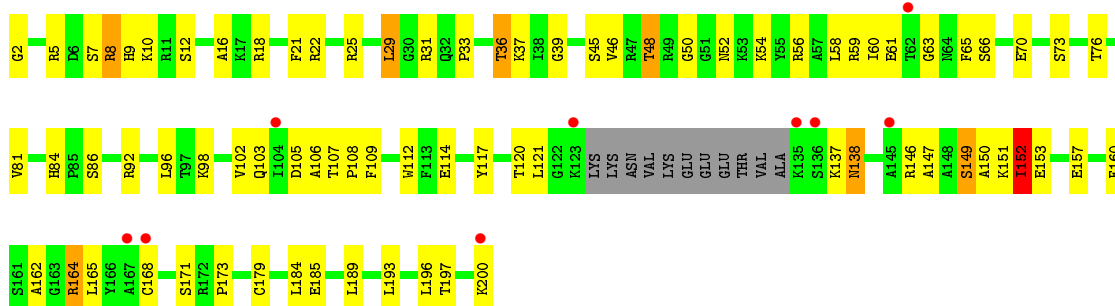 G2 R5 D6 S7 R8 H9 K10 R11 S12 A16 K17 R18 F21 R22 R25 L29 G30 R31 Q32 P33 T36 K37 I38 G39 S45 V46 R47 T48 R49 G50 G51 N52 K53 K54 Y55 R56 A57 L58 R59 I60 E61 T62 G63 N64 F65 S66 E70 S73 T76
V81 H84 P85 S86 R92 L96 T97 K98 V102 Q103 I104 D105 A106 T107 P108 F109 W112 F113 E114 Y117 T120 L121 G122 K123 LYS LYS ASN VAL LYS GLU GLU GLU THR VAL ALA K135 S136 K137 N138 A145 R146 A147 A148 S149 A150 K151 I152 E153 E157 E160
S161 A162 G163 R164 L165 Y166 A167 C168 S171 R172 P173 C179 L184 E185 L189 L193 L196 T197 K200